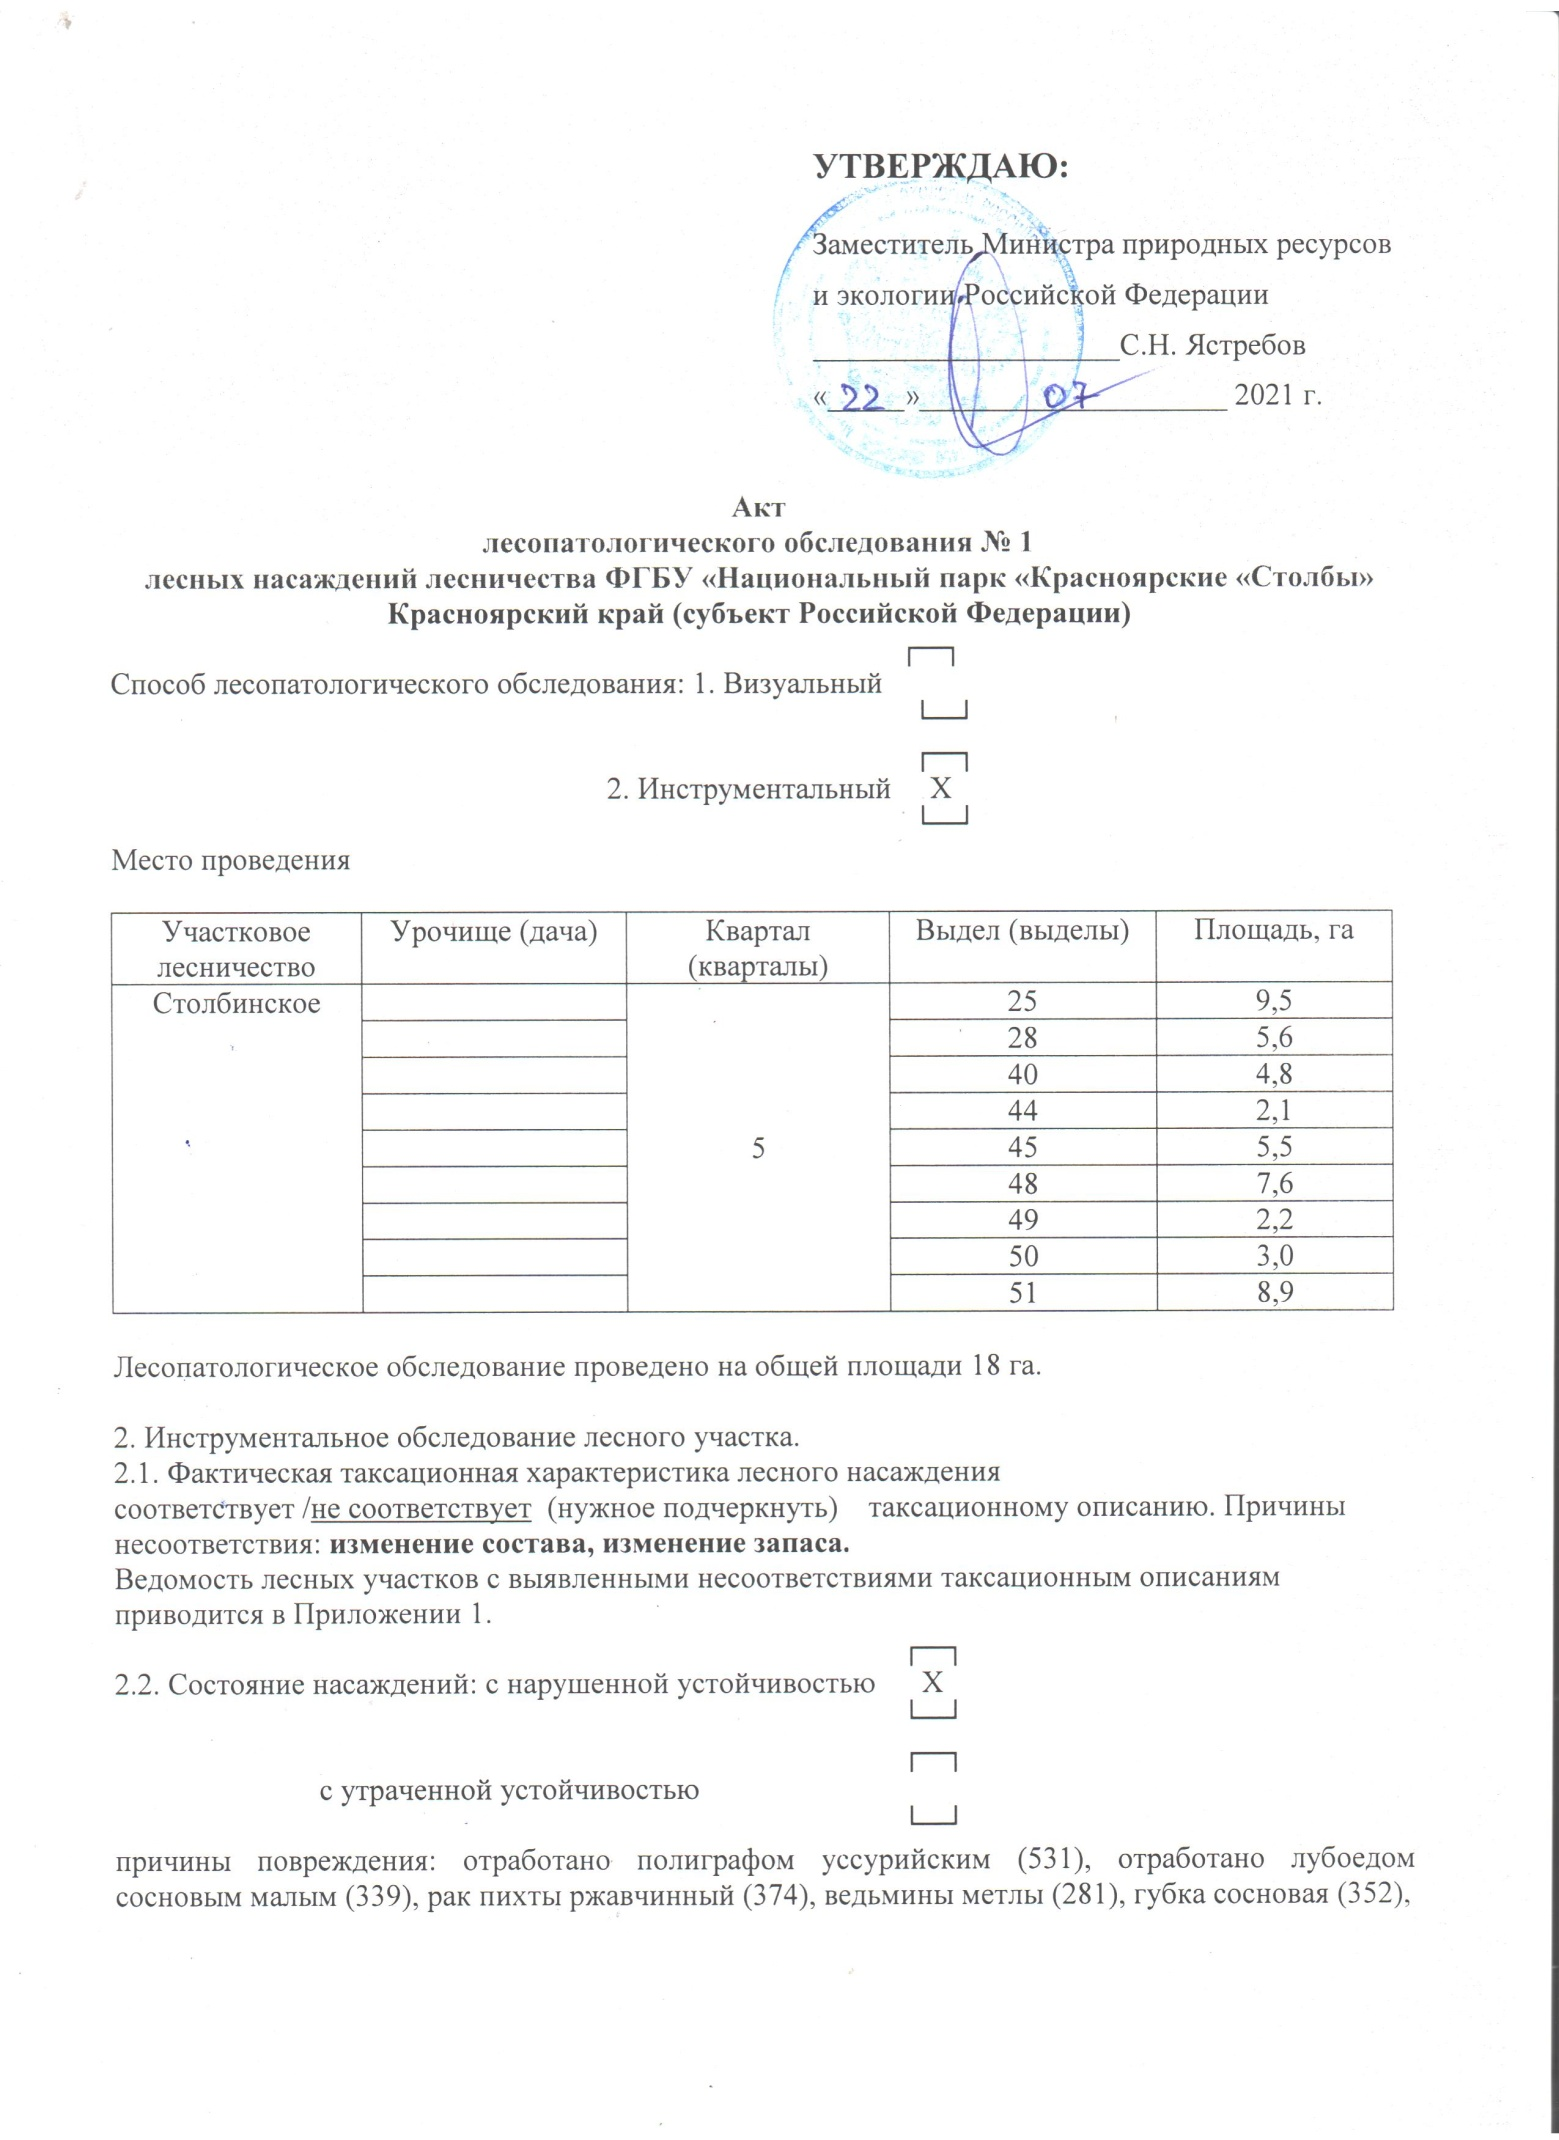 УТВЕРЖДАЮ:
Заместитель Министра природных ресурсов
и экологии Российской Федерации
С.Н. Ястребов
« 22 » 07 2021 г.
Акт
лесопатологического обследования № 1
лесных насаждений лесничества ФГБУ «Национальный парк «Красноярские «Столбы»
Красноярский край (субъект Российской Федерации)
Способ лесопатологического обследования: 1. Визуальный
2. Инструментальный X
Место проведения
Участковое лесничество Урочище (дача) Квартал (кварталы) Выдел (выделы) Площадь, га
Столбинское 5
25 9,5
28 5,6
40 4,8
44 2,1
45 5,5
48 7,6
49 2,2
50 3,0
51 8,9
Лесопатологическое обследование проведено на общей площади 18 га.
2. Инструментальное обследование лесного участка.
2.1. Фактическая таксационная характеристика лесного насаждения
соответствует /не соответствует (нужное подчеркнуть) таксационному описанию. Причины
несоответствия: изменение состава, изменение запаса.
Ведомость лесных участков с выявленными несоответствиями таксационным описаниям
приводится в Приложении 1.
2.2. Состояние насаждений: с нарушенной устойчивостью X
с утраченной устойчивостью
причины повреждения: отработано полиграфом уссурийским (531), отработано лубоедом
сосновым малым (339), рак пихты ржавчинный (374), ведьмины метлы (281), губка сосновая (352),